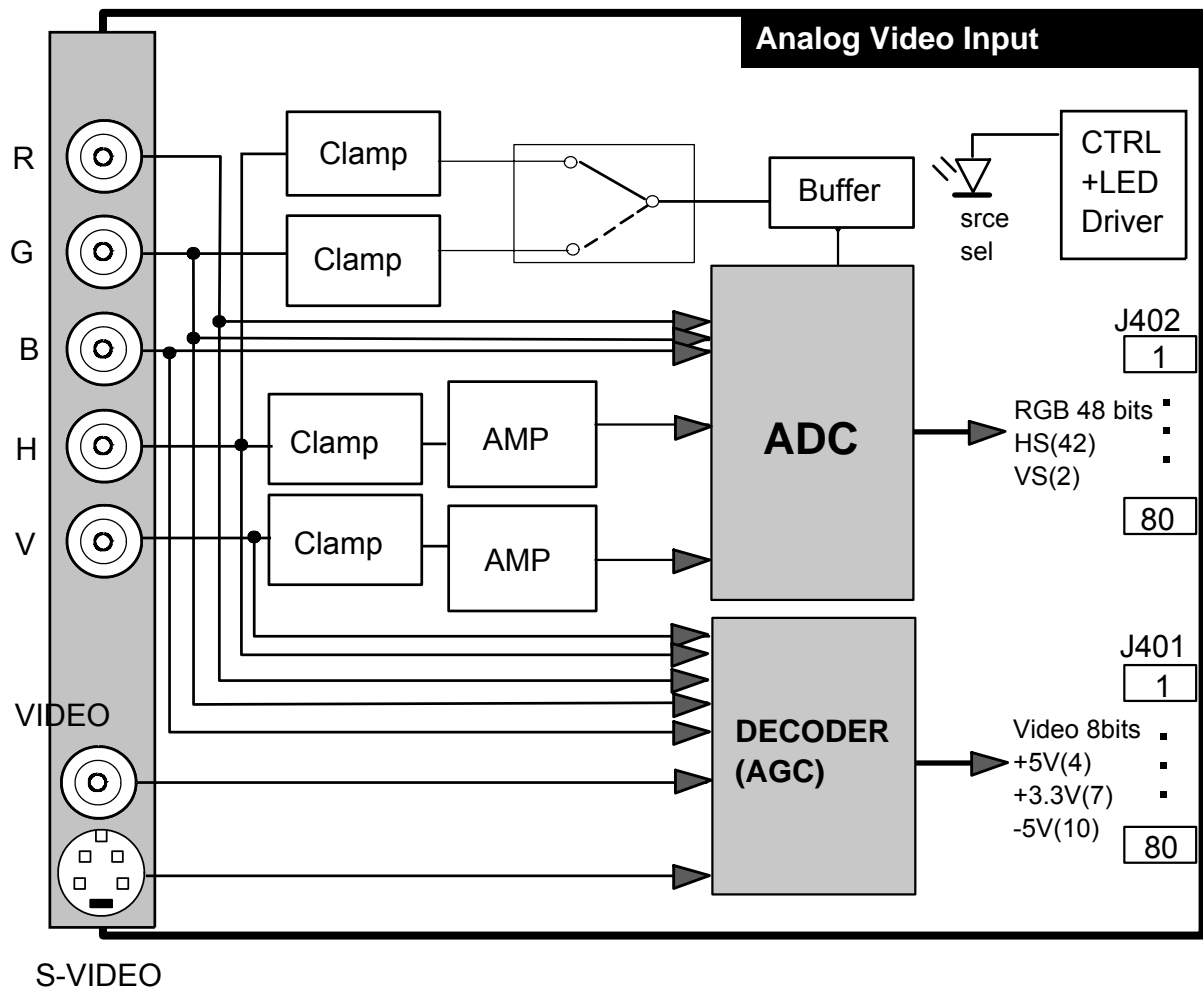 Analog Video Input
R
G
B
H
V
VIDEO
S-VIDEO
Clamp
Clamp
Buffer
srce
sel
CTRL
+LED
Driver
Clamp
AMP
Clamp
AMP
ADC
RGB 48 bits
HS(42)
VS(2)
J402
1
80
DECODER
(AGC)
Video 8bits
+5V(4)
+3.3V(7)
-5V(10)
J401
1
80